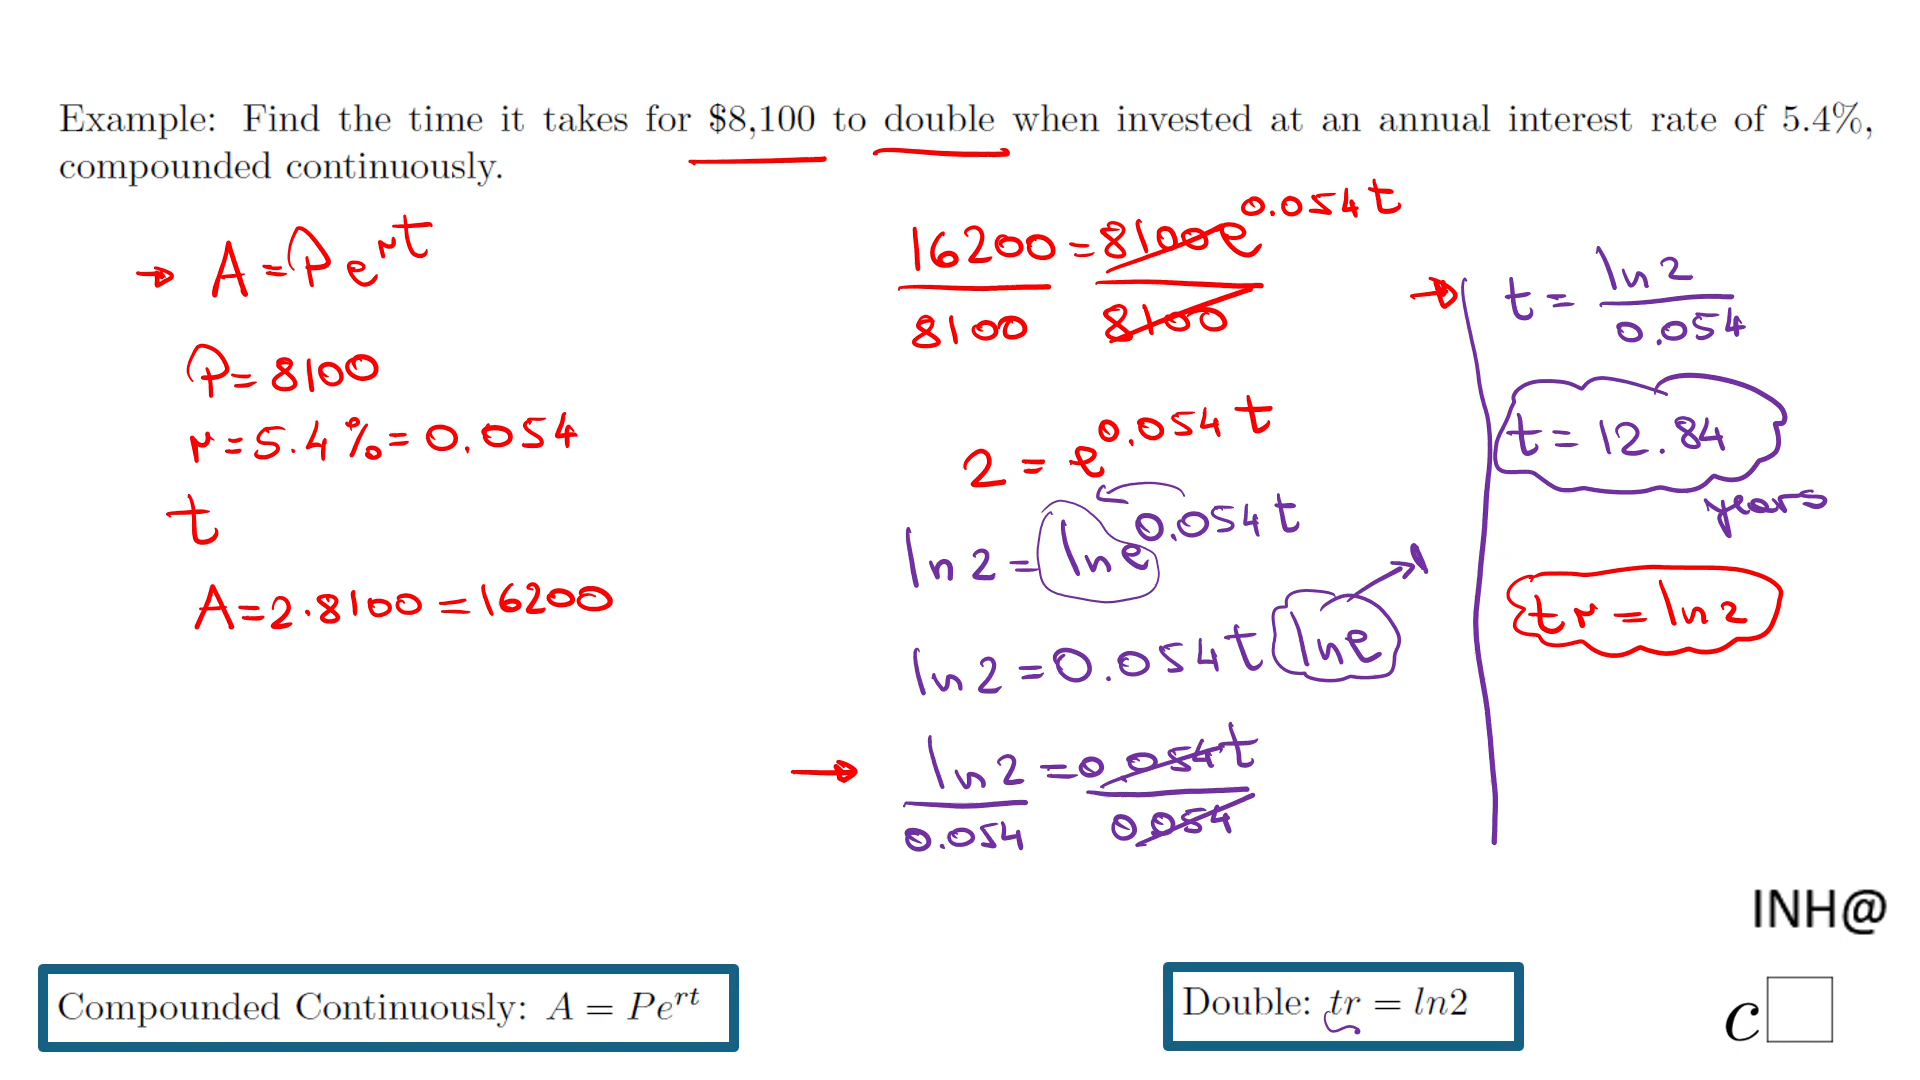 Example: Find the time it takes for $8,100 to double when invested at an annual interest rate of 5.4%,
compounded continuously.
A = Pe^rt
P = 8100
r = 5.4% = 0.054
t
A = 2.8100 = 16200
16200 = 8100e^0.054t
8100 8100
2 = e^0.054t
ln 2 = ln e^0.054t
ln 2 = 0.054t ln e
ln 2 = 0.054t
0.054 0.054
t = ln 2
0.054
t = 12.84
years
tr = ln 2
INH@
c
Compounded Continuously: A = Pe^rt
Double: tr = ln2